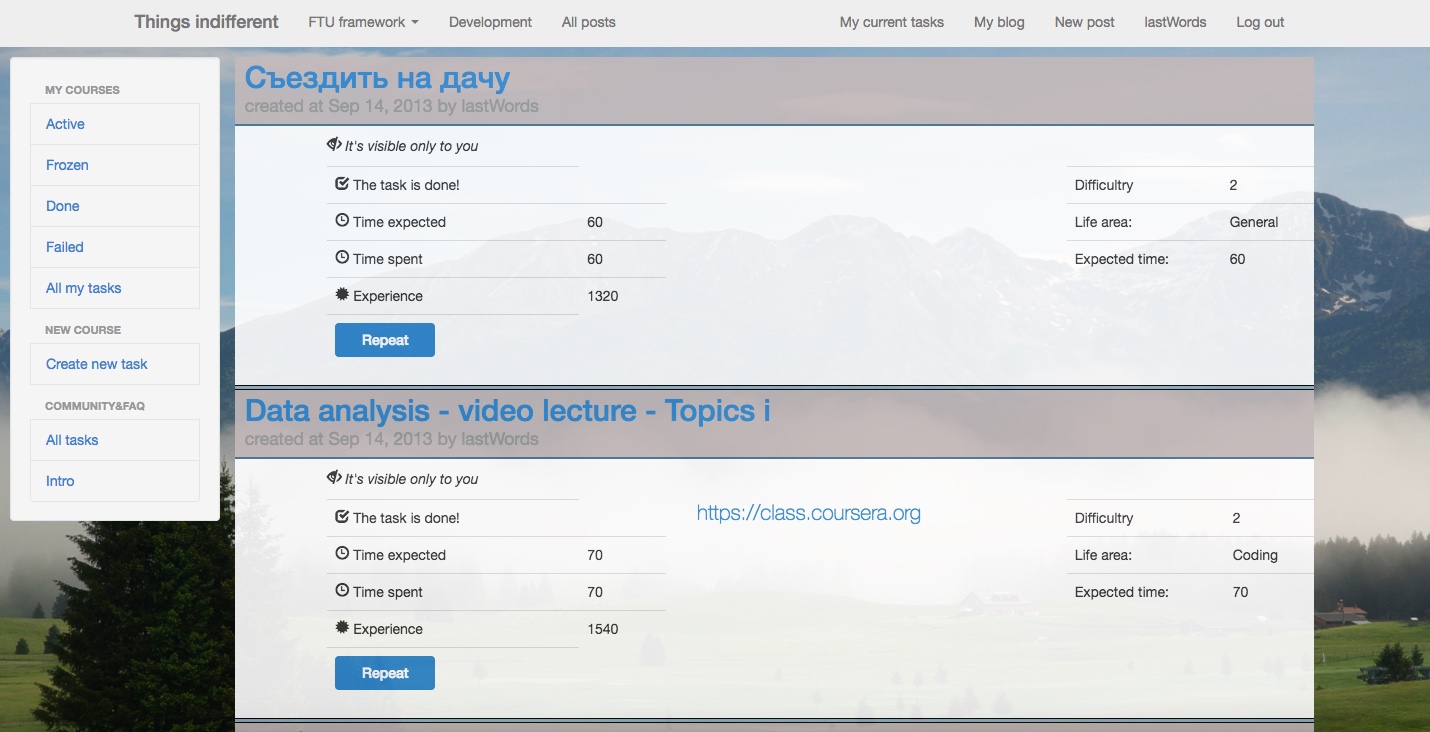 Things indifferent FTU framework Development All posts My current tasks My blog New post lastWords Log out
MY COURSES
Active
Frozen
Done
Failed
All my tasks
NEW COURSE
Create new task
COMMUNITY&FAQ
All tasks
Intro
Съездить на дачу
created at Sep 14, 2013 by lastWords
It's visible only to you
The task is done!
Time expected 60
Time spent 60
Experience 1320
Repeat
Difficultry 2
Life area: General
Expected time: 60
Data analysis - video lecture - Topics i
created at Sep 14, 2013 by lastWords
It's visible only to you
The task is done!
Time expected 70
Time spent 70
Experience 1540
Repeat
https://class.coursera.org
Difficultry 2
Life area: Coding
Expected time: 70